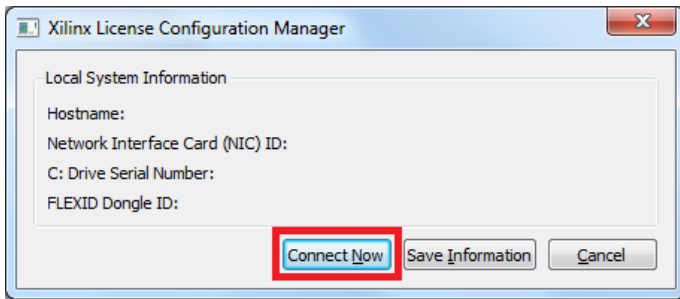 Xilinx License Configuration Manager
Local System Information
Hostname:
Network Interface Card (NIC) ID:
C: Drive Serial Number:
FLEXID Dongle ID:
Connect Now Save Information Cancel